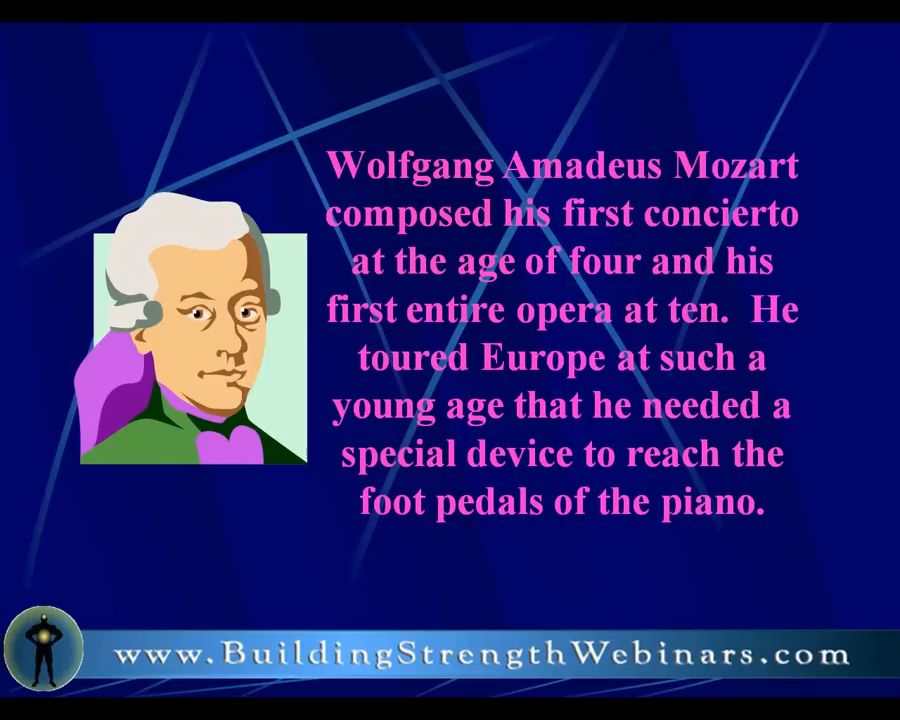 Wolfgang Amadeus Mozart
composed his first concierto
at the age of four and his
first entire opera at ten.  He
toured Europe at such a
young age that he needed a
special device to reach the
foot pedals of the piano.
www.BuildingStrengthWebinars.com